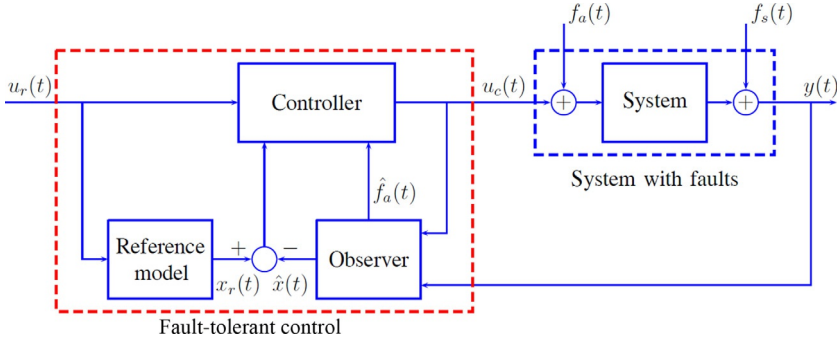 f_a(t)
f_s(t)
u_r(t)
Controller
u_c(t)
+
System
+
y(t)
System with faults
\hat{f}_a(t)
Reference
model
+
−
Observer
x_r(t)
\hat{x}(t)
Fault-tolerant control